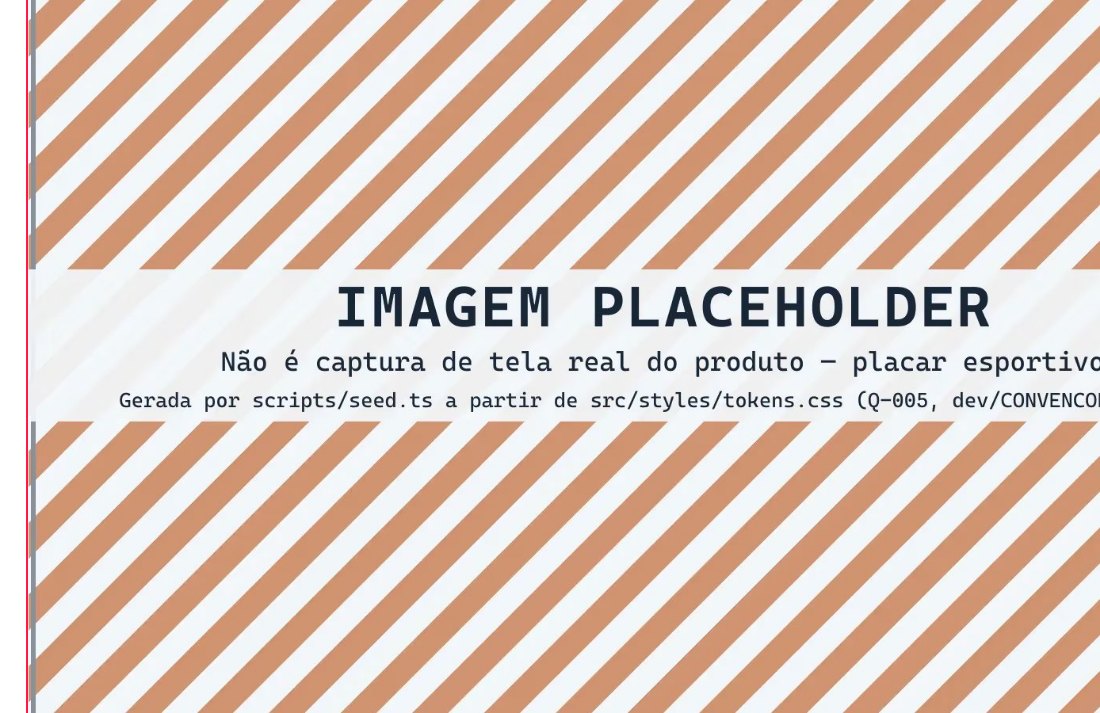 IMAGEM PLACEHOLDER
Não é captura de tela real do produto — placar esportivo
Gerada por scripts/seed.ts a partir de src/styles/tokens.css (Q-005, dev/